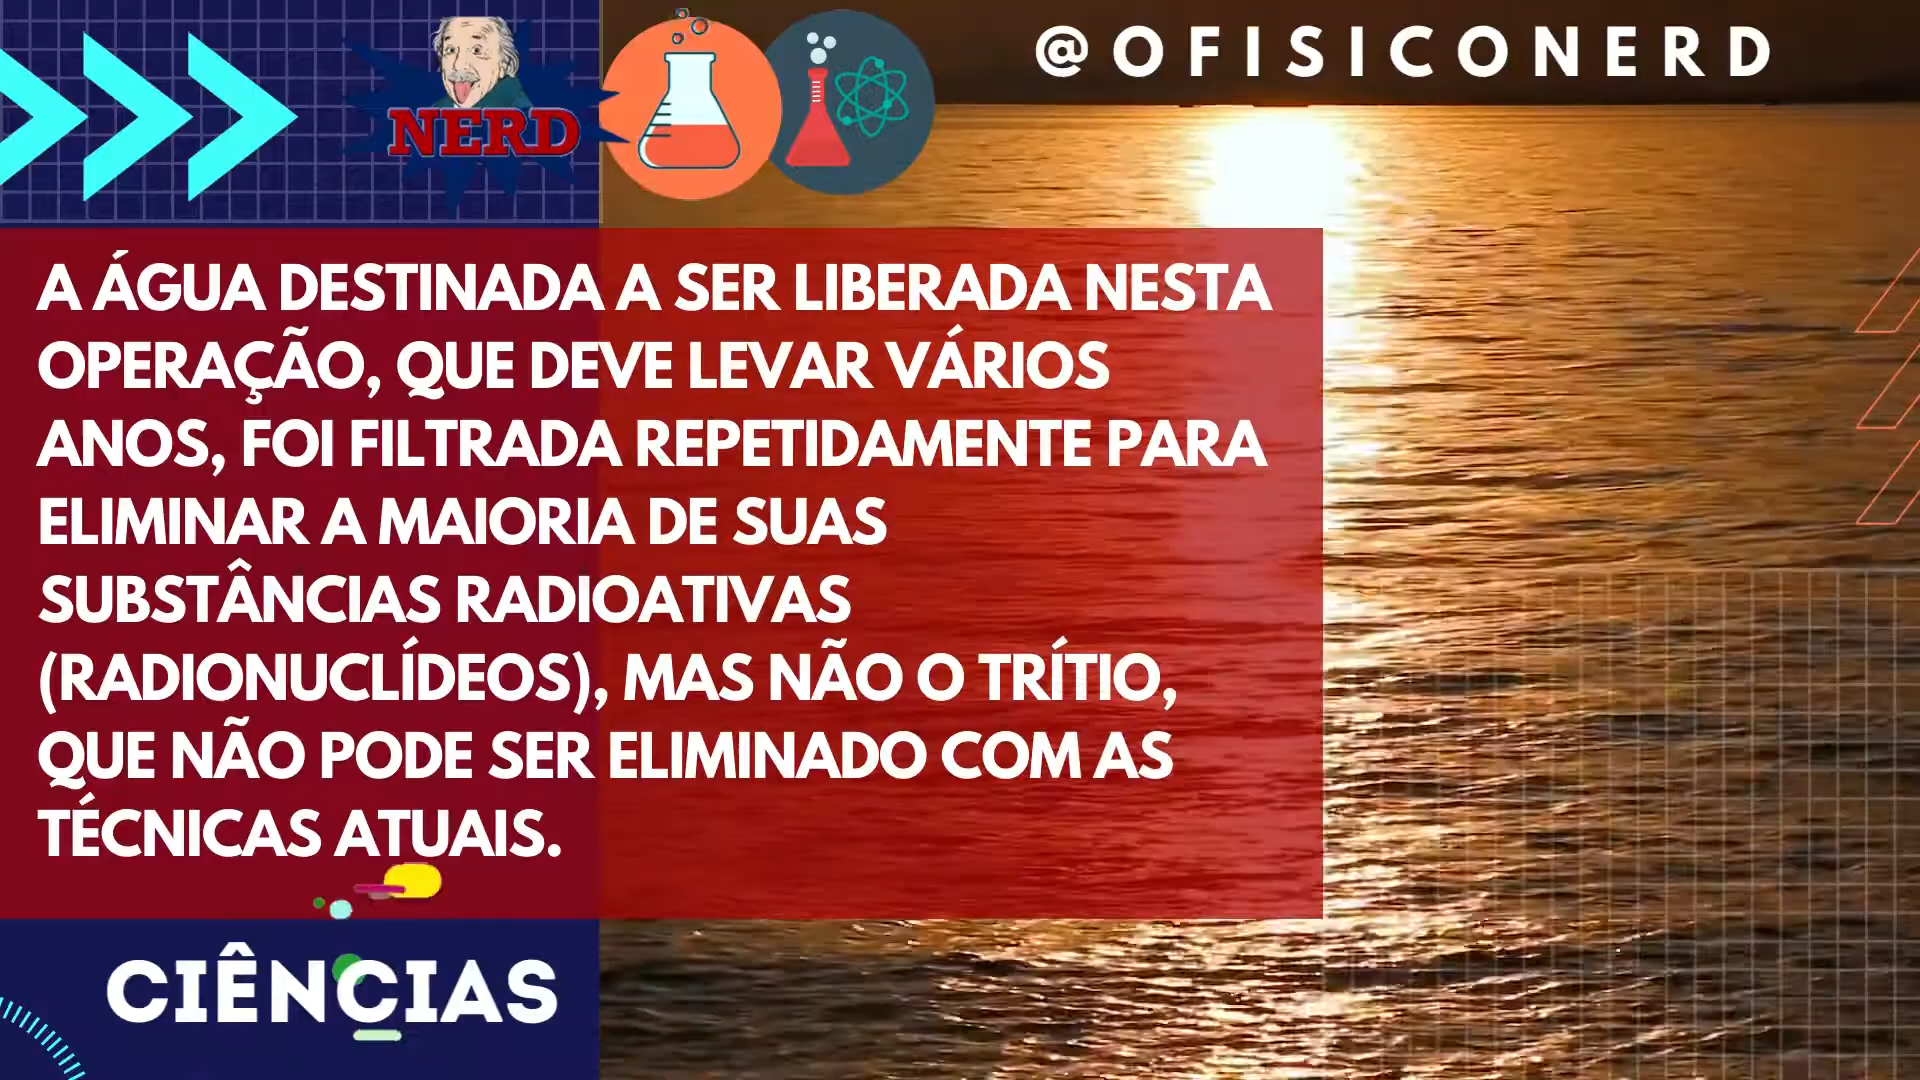 @OFISICONERD
NERD
A ÁGUA DESTINADA A SER LIBERADA NESTA
OPERAÇÃO, QUE DEVE LEVAR VÁRIOS
ANOS, FOI FILTRADA REPETIDAMENTE PARA
ELIMINAR A MAIORIA DE SUAS
SUBSTÂNCIAS RADIOATIVAS
(RADIONUCLÍDEOS), MAS NÃO O TRÍTIO,
QUE NÃO PODE SER ELIMINADO COM AS
TÉCNICAS ATUAIS.
CIÊNCIAS